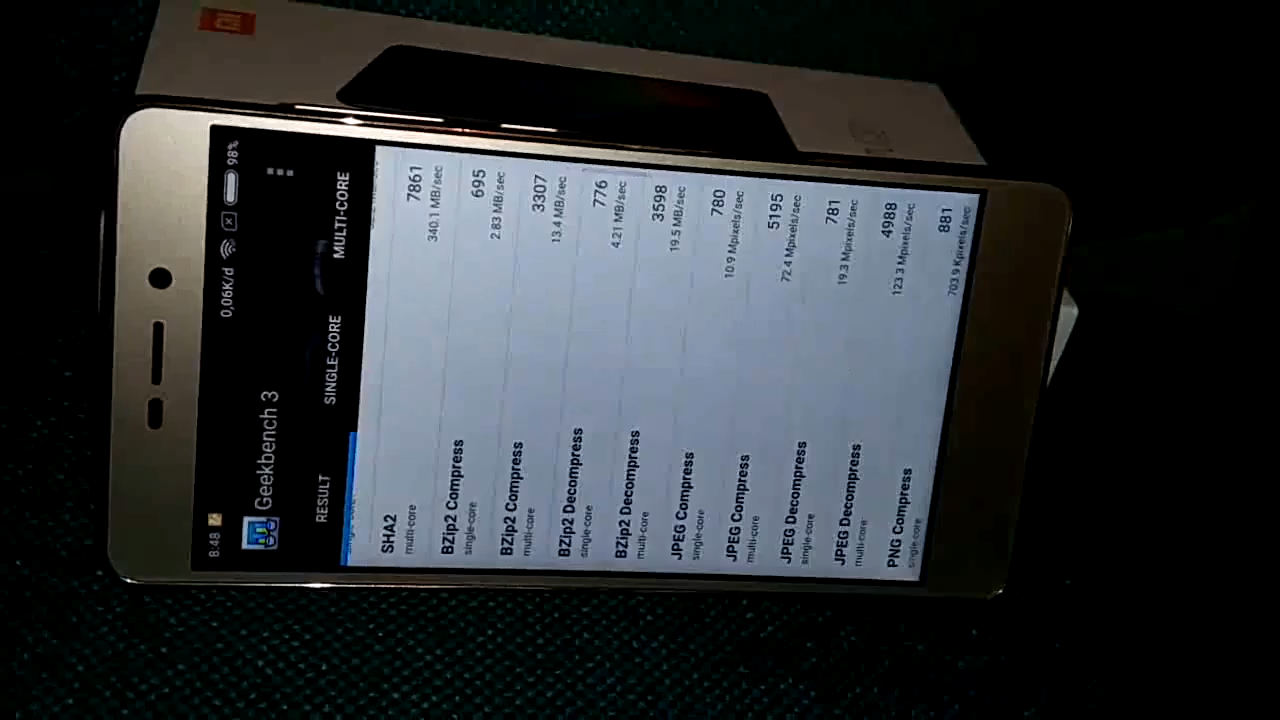 MI
8:48
0,06K/d
98%
Geekbench 3
RESULT
SINGLE-CORE
MULTI-CORE
SHA2
7861
multi-core
340.1 MB/sec
BZip2 Compress
695
single-core
2.83 MB/sec
BZip2 Compress
3307
multi-core
13.4 MB/sec
BZip2 Decompress
776
single-core
4.21 MB/sec
BZip2 Decompress
3598
multi-core
19.5 MB/sec
JPEG Compress
780
single-core
10.9 Mpixels/sec
JPEG Compress
5195
multi-core
72.4 Mpixels/sec
JPEG Decompress
781
single-core
19.3 Mpixels/sec
JPEG Decompress
4988
multi-core
123.3 Mpixels/sec
PNG Compress
881
single-core
703.9 Kpixels/sec